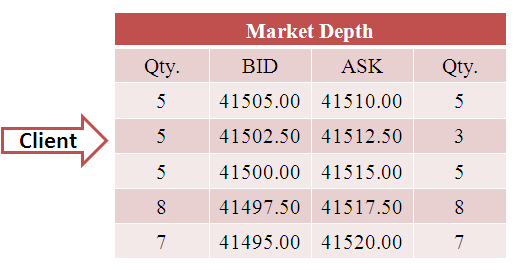 Market Depth
Qty. BID ASK Qty.
5 41505.00 41510.00 5
Client
5 41502.50 41512.50 3
5 41500.00 41515.00 5
8 41497.50 41517.50 8
7 41495.00 41520.00 7